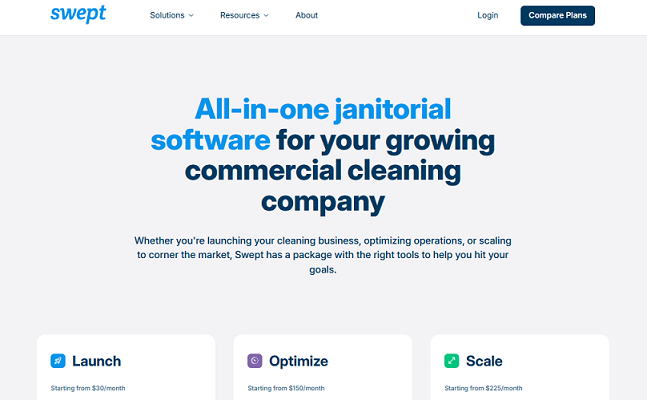 swept Solutions Resources About Login Compare Plans
All-in-one janitorial
software for your growing
commercial cleaning
company
Whether you're launching your cleaning business, optimizing operations, or scaling
to corner the market, Swept has a package with the right tools to help you hit your
goals.
Launch Optimize Scale
Starting from $30/month Starting from $150/month Starting from $225/month